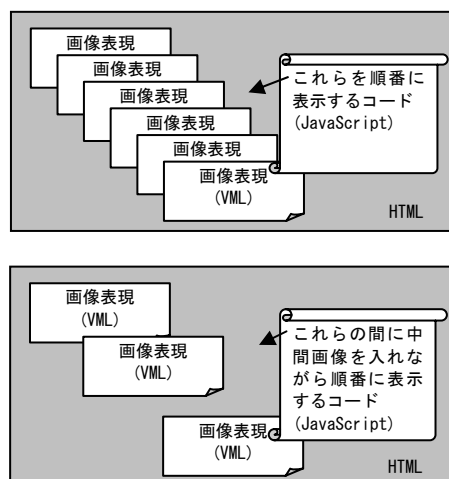 画像表現
画像表現
画像表現
画像表現
画像表現
画像表現
(VML)
これらを順番に
表示するコード
(JavaScript)
HTML
画像表現
(VML)
画像表現
(VML)
画像表現
(VML)
これらの間に中
間画像を入れな
がら順番に表示
するコード
(JavaScript)
HTML